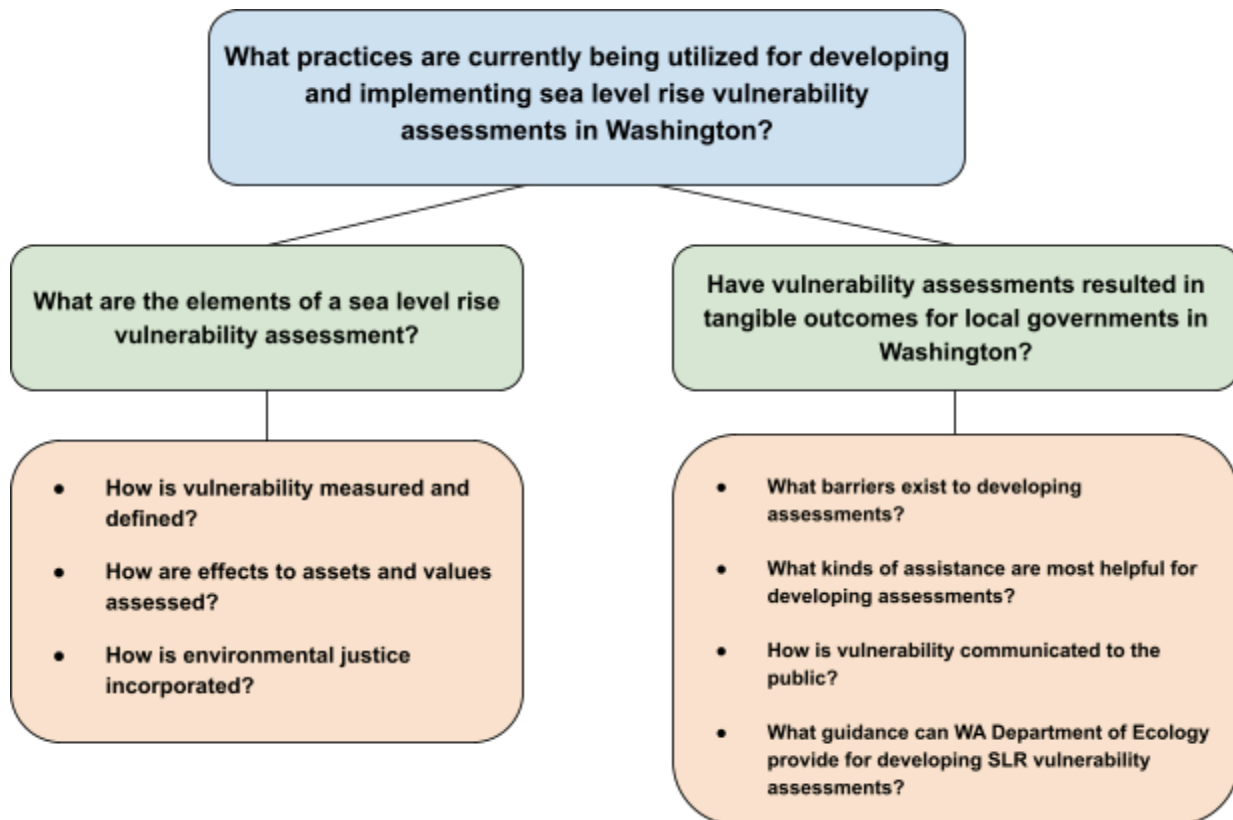 What practices are currently being utilized for developing
and implementing sea level rise vulnerability
assessments in Washington?
What are the elements of a sea level rise
vulnerability assessment?
Have vulnerability assessments resulted in
tangible outcomes for local governments in
Washington?
● How is vulnerability measured and
defined?
● How are effects to assets and values
assessed?
● How is environmental justice
incorporated?
● What barriers exist to developing
assessments?
● What kinds of assistance are most helpful for
developing assessments?
● How is vulnerability communicated to the
public?
● What guidance can WA Department of Ecology
provide for developing SLR vulnerability
assessments?